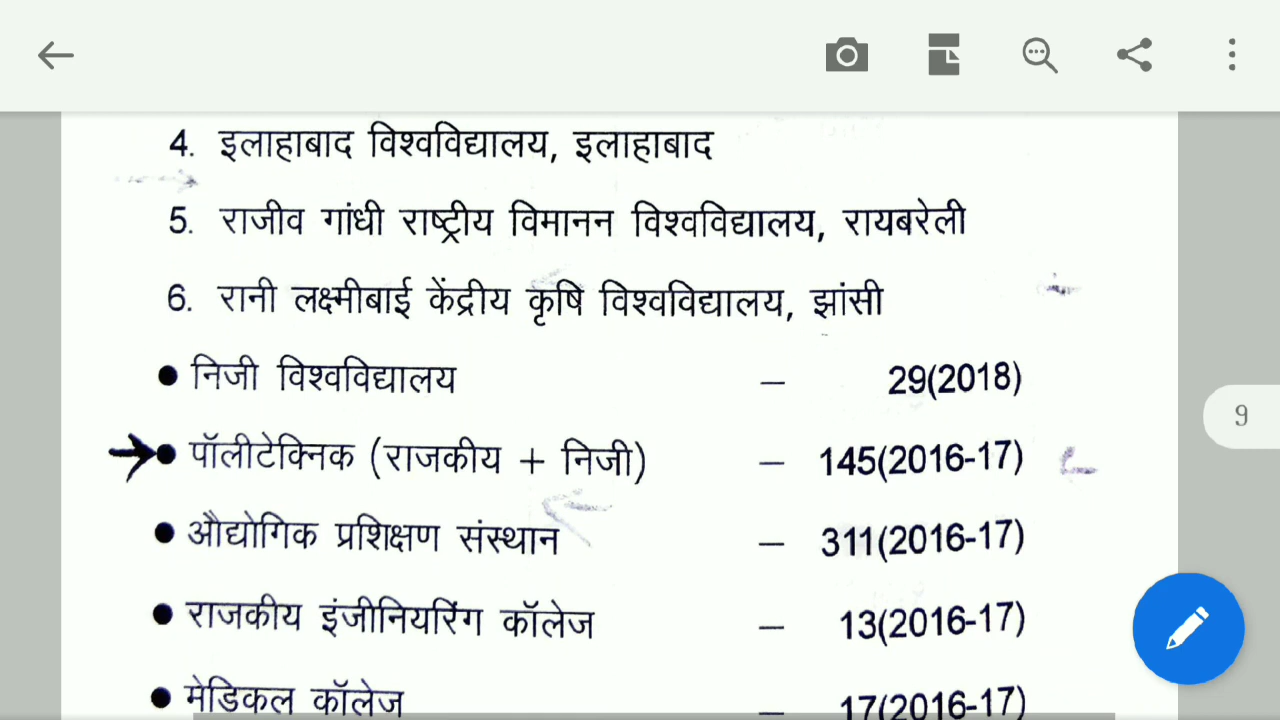 4. इलाहाबाद विश्वविद्यालय, इलाहाबाद
5. राजीव गांधी राष्ट्रीय विमानन विश्वविद्यालय, रायबरेली
6. रानी लक्ष्मीबाई केंद्रीय कृषि विश्वविद्यालय, झांसी
● निजी विश्वविद्यालय – 29(2018)
9
● पॉलीटेक्निक (राजकीय + निजी) – 145(2016-17)
● औद्योगिक प्रशिक्षण संस्थान – 311(2016-17)
● राजकीय इंजीनियरिंग कॉलेज – 13(2016-17)
● मेडिकल कॉलेज – 17(2016-17)